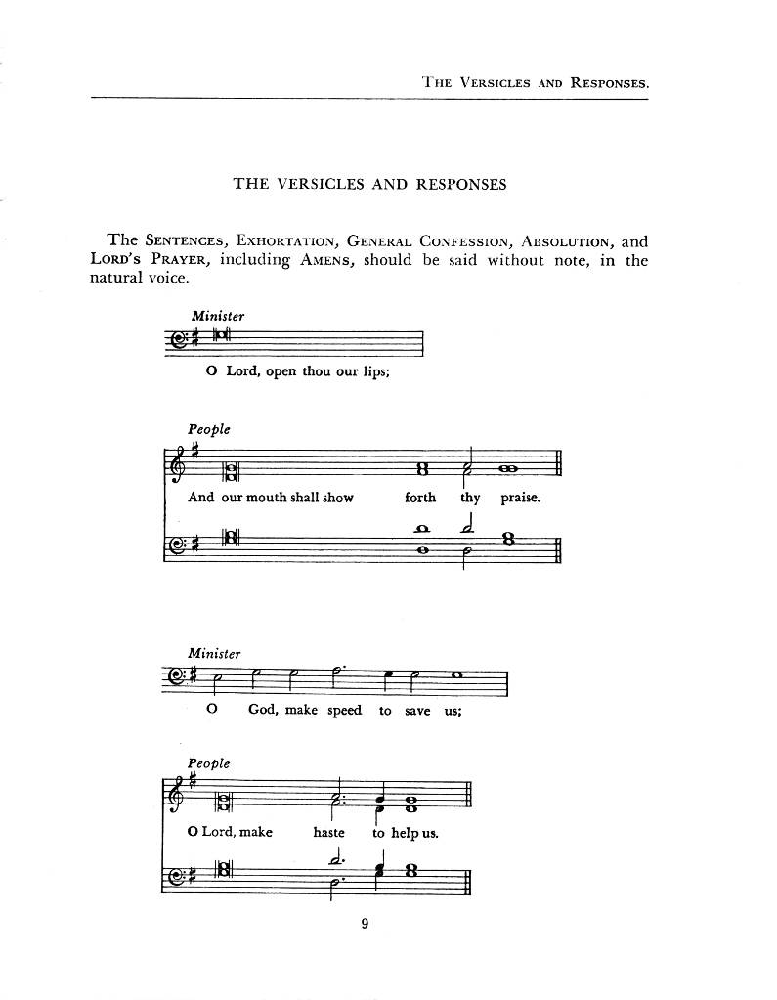 The Versicles and Responses.
THE VERSICLES AND RESPONSES
The Sentences, Exhortation, General Confession, Absolution, and
Lord's Prayer, including Amens, should be said without note, in the
natural voice.
Minister
O Lord, open thou our lips;
People
And our mouth shall show forth thy praise.
Minister
O God, make speed to save us;
People
O Lord, make haste to help us.
9